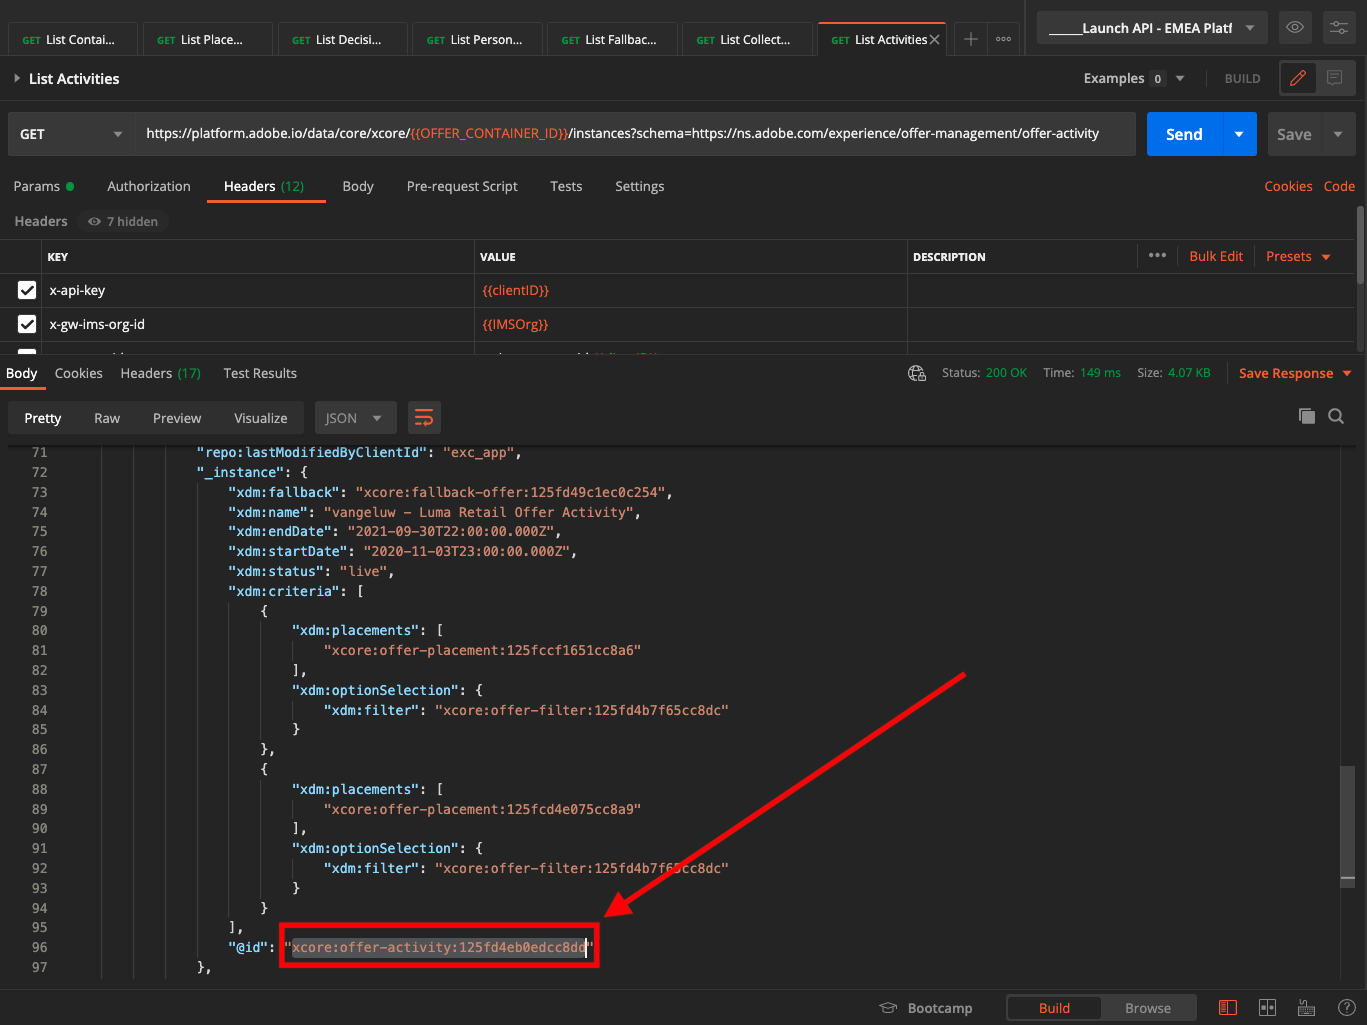 GET List Contai...
GET List Place...
GET List Decisi...
GET List Person...
GET List Fallbac...
GET List Collect...
GET List Activities
_____Launch API - EMEA Platf
List Activities
Examples 0
BUILD
GET
https://platform.adobe.io/data/core/xcore/{{OFFER_CONTAINER_ID}}/instances?schema=https://ns.adobe.com/experience/offer-management/offer-activity
Send
Save
Params
Authorization
Headers (12)
Body
Pre-request Script
Tests
Settings
Cookies
Code
Headers
7 hidden
KEY
VALUE
DESCRIPTION
Bulk Edit
Presets
x-api-key
{{clientID}}
x-gw-ims-org-id
{{IMSOrg}}
Body
Cookies
Headers (17)
Test Results
Status: 200 OK
Time: 149 ms
Size: 4.07 KB
Save Response
Pretty
Raw
Preview
Visualize
JSON
71 "repo:lastModifiedByClientId": "exc_app",
72 "_instance": {
73 "xdm:fallback": "xcore:fallback-offer:125fd49c1ec0c254",
74 "xdm:name": "vangeluw - Luma Retail Offer Activity",
75 "xdm:endDate": "2021-09-30T22:00:00.000Z",
76 "xdm:startDate": "2020-11-03T23:00:00.000Z",
77 "xdm:status": "live",
78 "xdm:criteria": [
79 {
80 "xdm:placements": [
81 "xcore:offer-placement:125fccf1651cc8a6"
82 ],
83 "xdm:optionSelection": {
84 "xdm:filter": "xcore:offer-filter:125fd4b7f65cc8dc"
85 }
86 },
87 {
88 "xdm:placements": [
89 "xcore:offer-placement:125fcd4e075cc8a9"
90 ],
91 "xdm:optionSelection": {
92 "xdm:filter": "xcore:offer-filter:125fd4b7f65cc8dc"
93 }
94 }
95 ],
96 "@id": "xcore:offer-activity:125fd4eb0edcc8dd"
97 },
Bootcamp
Build
Browse